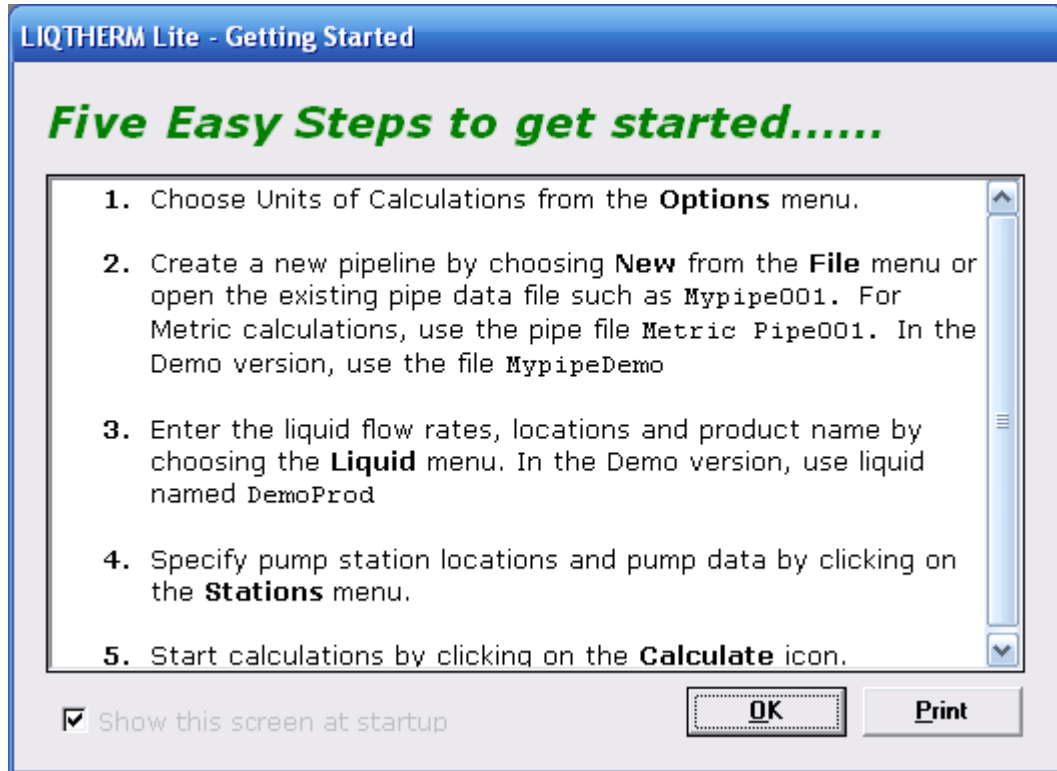 LIQTHERM Lite - Getting Started
Five Easy Steps to get started......
1. Choose Units of Calculations from the Options menu.
2. Create a new pipeline by choosing New from the File menu or
open the existing pipe data file such as Mypipe001. For
Metric calculations, use the pipe file Metric Pipe001. In the
Demo version, use the file MypipeDemo
3. Enter the liquid flow rates, locations and product name by
choosing the Liquid menu. In the Demo version, use liquid
named DemoProd
4. Specify pump station locations and pump data by clicking on
the Stations menu.
5. Start calculations by clicking on the Calculate icon.
Show this screen at startup
OK
Print